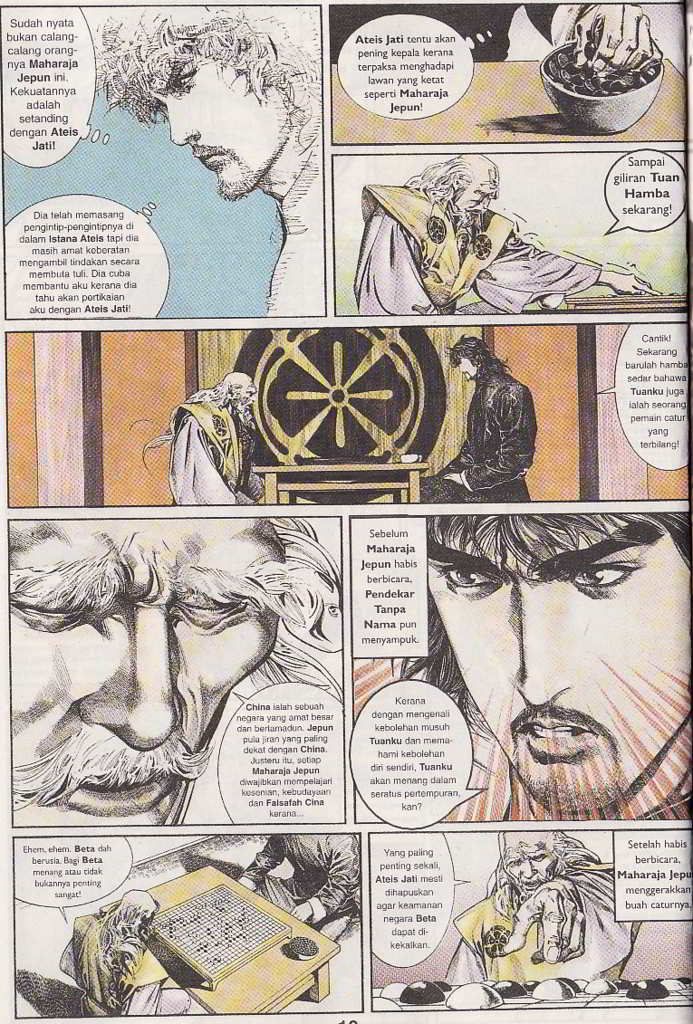 Sudah nyata
bukan calang-
calang orang-
nya Maharaja
Jepun ini.
Kekuatannya
adalah
setanding
dengan Ateis
Jati!
Dia telah memasang
pengintip-pengintipnya di
dalam Istana Ateis tapi dia
masih amat keberatan
mengambil tindakan secara
membuta tuli. Dia cuba
membantu aku kerana dia
tahu akan pertikaian
aku dengan Ateis Jati!
Ateis Jati tentu akan
pening kepala kerana
terpaksa menghadapi
lawan yang ketat
seperti Maharaja
Jepun!
Sampai
giliran Tuan
Hamba
sekarang!
Cantik!
Sekarang
barulah hamba
sedar bahawa
Tuanku juga
ialah seorang
pemain catur
yang
terbilang!
China ialah sebuah
negara yang amat besar
dan bertamadun. Jepun
pula jiran yang paling
dekat dengan China.
Justeru itu, setiap
Maharaja Jepun
diwajibkan mempelajari
kesenian, kebudayaan
dan Falsafah Cina
kerana...
Sebelum
Maharaja
Jepun habis
berbicara,
Pendekar
Tanpa
Nama pun
menyampuk.
Kerana
dengan mengenali
kebolehan musuh
Tuanku dan mema-
hami kebolehan
diri sendiri, Tuanku
akan menang dalam
seratus pertempuran,
kan?
Ehem, ehem. Beta dah
berusia. Bagi Beta
menang atau tidak
bukannya penting
sangat!
Yang paling
penting sekali,
Ateis Jati mesti
dihapuskan
agar keamanan
negara Beta
dapat di-
kekalkan.
Setelah habis
berbicara,
Maharaja Jepun
menggerakkan
buah caturnya.